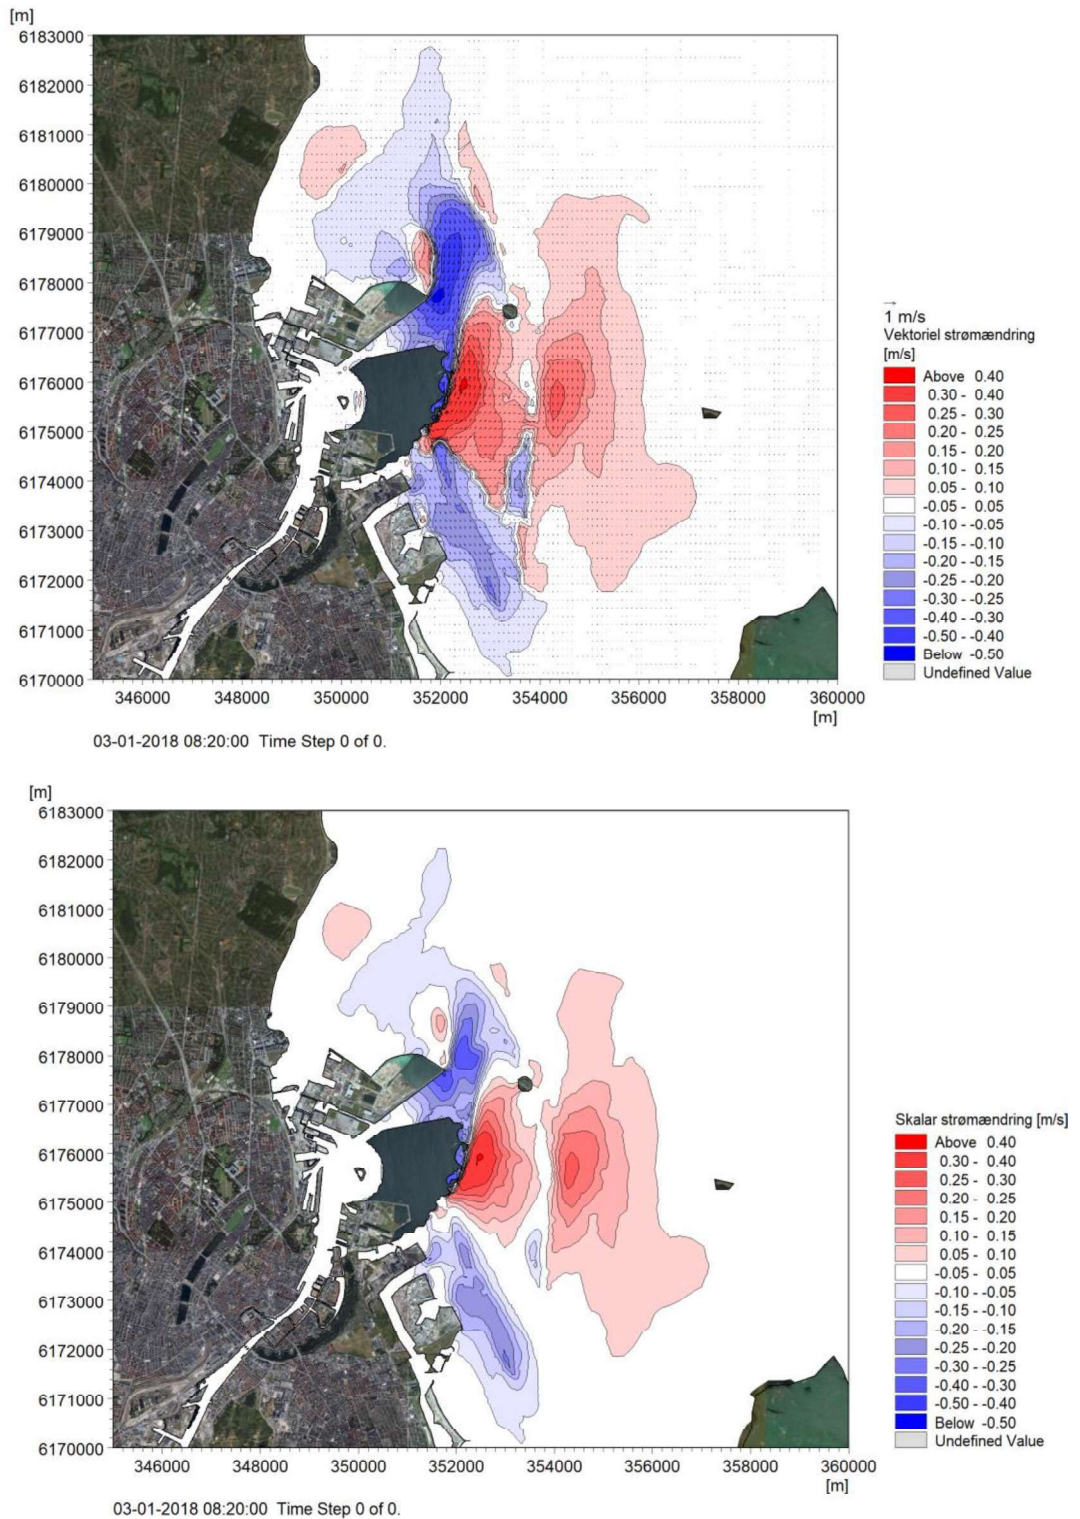 [m]
6183000
6182000
6181000
6180000
6179000
6178000
6177000
6176000
6175000
6174000
6173000
6172000
6171000
6170000
346000 348000 350000 352000 354000 356000 358000 360000
[m]
1 m/s
Vektoriel strømændring
[m/s]
Above 0.40
0.30 - 0.40
0.25 - 0.30
0.20 - 0.25
0.15 - 0.20
0.10 - 0.15
0.05 - 0.10
-0.05 - 0.05
-0.10 - -0.05
-0.15 - -0.10
-0.20 - -0.15
-0.25 - -0.20
-0.30 - -0.25
-0.40 - -0.30
-0.50 - -0.40
Below -0.50
Undefined Value
03-01-2018 08:20:00 Time Step 0 of 0.
[m]
6183000
6182000
6181000
6180000
6179000
6178000
6177000
6176000
6175000
6174000
6173000
6172000
6171000
6170000
346000 348000 350000 352000 354000 356000 358000 360000
[m]
Skalar strømændring [m/s]
Above 0.40
0.30 - 0.40
0.25 - 0.30
0.20 - 0.25
0.15 - 0.20
0.10 - 0.15
0.05 - 0.10
-0.05 - 0.05
-0.10 - -0.05
-0.15 - -0.10
-0.20 - -0.15
-0.25 - -0.20
-0.30 - -0.25
-0.40 - -0.30
-0.50 - -0.40
Below -0.50
Undefined Value
03-01-2018 08:20:00 Time Step 0 of 0.